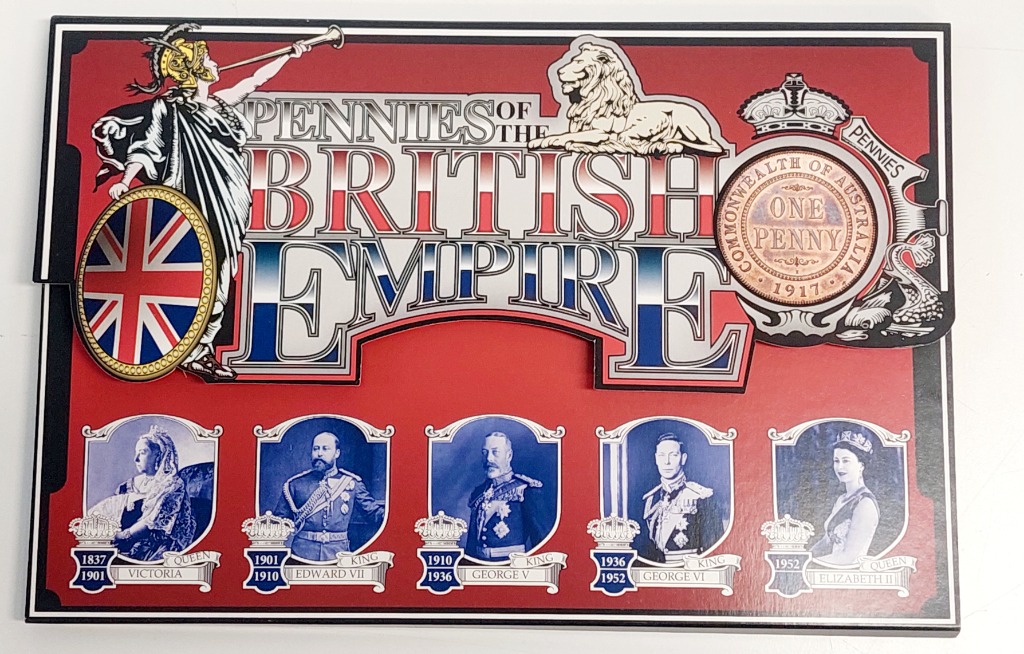 PENNIES OF
THE
BRITISH
EMPIRE
PENNIES
COMMONWEALTH OF AUSTRALIA
ONE
PENNY
· 1917 ·
1837
1901
QUEEN
VICTORIA
1901
1910
KING
EDWARD VII
1910
1936
KING
GEORGE V
1936
1952
KING
GEORGE VI
1952
QUEEN
ELIZABETH II